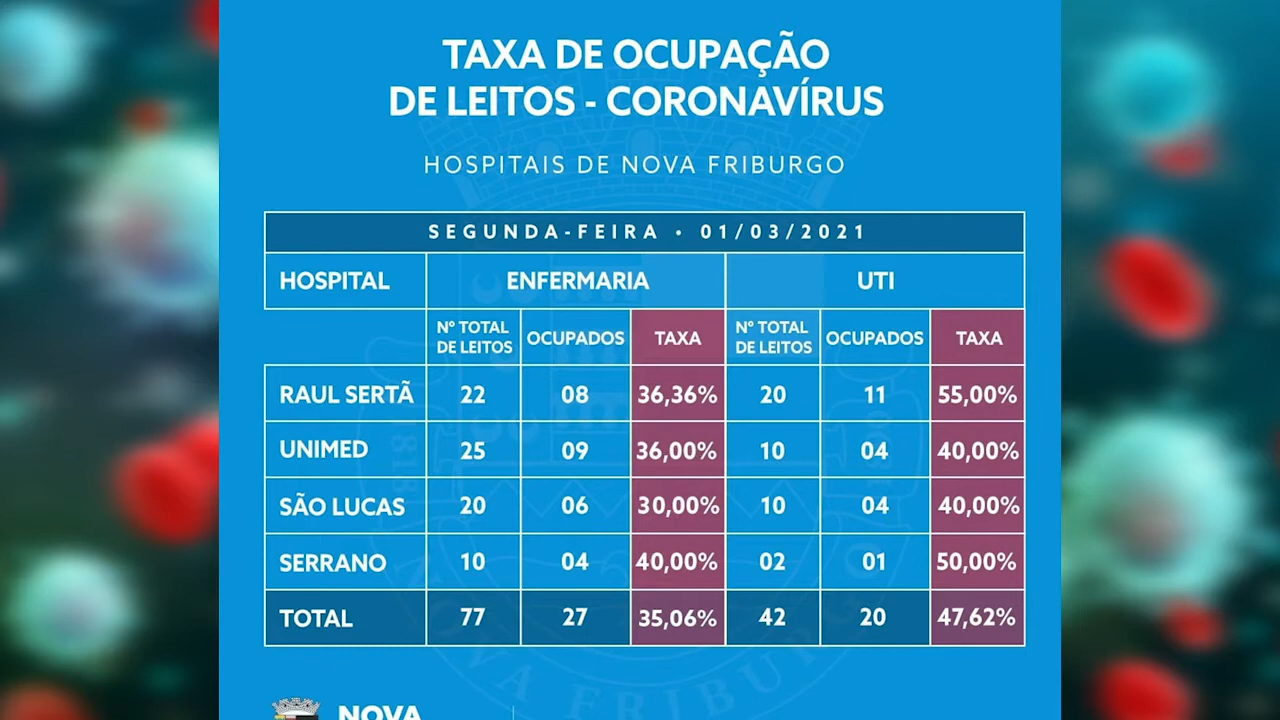 TAXA DE OCUPAÇÃO
DE LEITOS - CORONAVÍRUS
HOSPITAIS DE NOVA FRIBURGO
SEGUNDA-FEIRA • 01/03/2021
HOSPITAL ENFERMARIA UTI
Nº TOTAL DE LEITOS OCUPADOS TAXA Nº TOTAL DE LEITOS OCUPADOS TAXA
RAUL SERTÃ 22 08 36,36% 20 11 55,00%
UNIMED 25 09 36,00% 10 04 40,00%
SÃO LUCAS 20 06 30,00% 10 04 40,00%
SERRANO 10 04 40,00% 02 01 50,00%
TOTAL 77 27 35,06% 42 20 47,62%
NOVA FRIBURGO
1818
NOVA